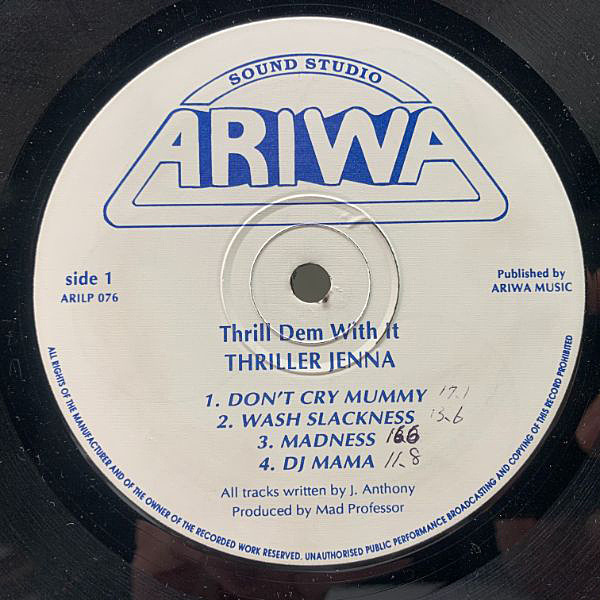 SOUND STUDIO
ARIWA
side 1
ARILP 076
Published by
ARIWA MUSIC
Thrill Dem With It
THRILLER JENNA
1. DON'T CRY MUMMY 17.1
2. WASH SLACKNESS 13.6
3. MADNESS
4. DJ MAMA 11.8
All tracks written by J. Anthony
Produced by Mad Professor
ALL RIGHTS OF THE MANUFACTURER AND OF THE OWNER OF THE RECORDED WORK RESERVED. UNAUTHORISED PUBLIC PERFORMANCE BROADCASTING AND COPYING OF THIS RECORD PROHIBITED